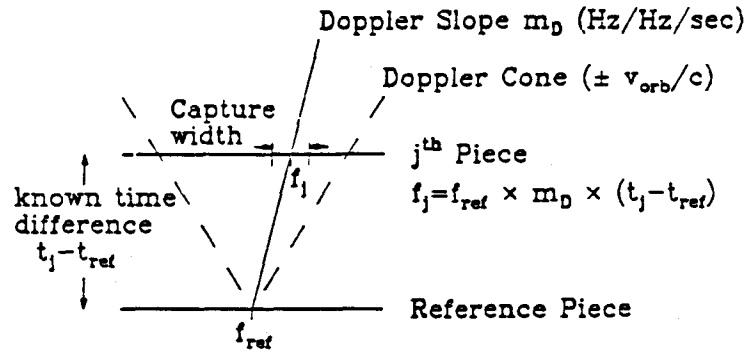 Doppler Slope m_D (Hz/Hz/sec)
Doppler Cone (± v_orb/c)
Capture
width
j^th Piece
f_j
f_j=f_ref × m_D × (t_j−t_ref)
known time
difference
t_j−t_ref
Reference Piece
f_ref